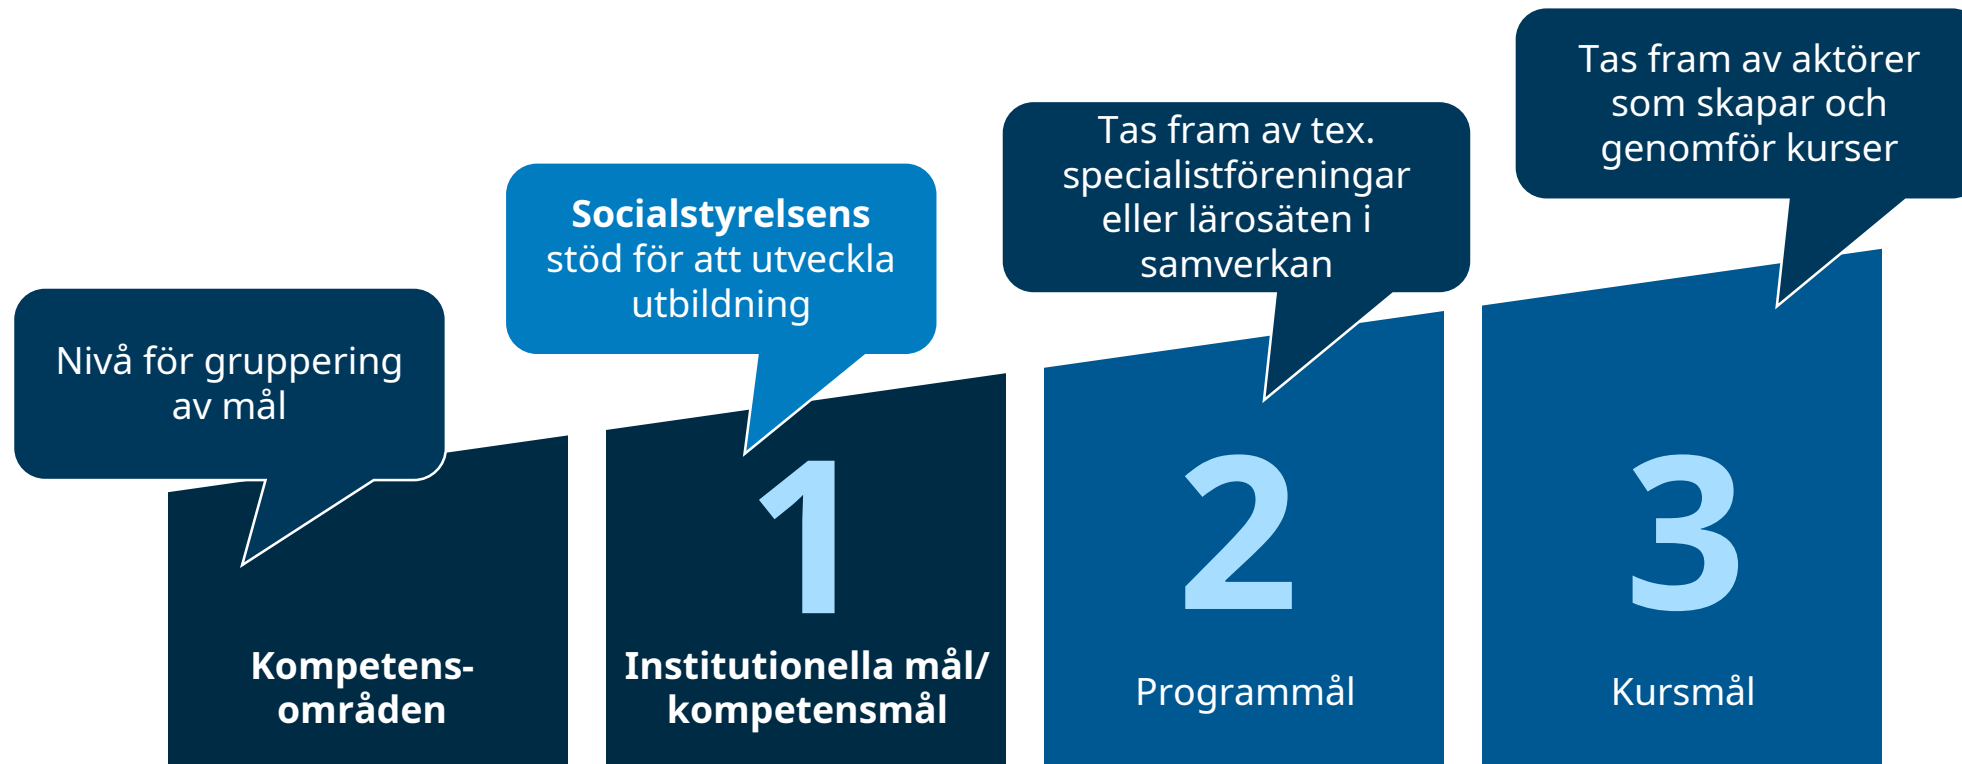 Nivå för gruppering
av mål
Kompetens-
områden
Socialstyrelsens
stöd för att utveckla
utbildning
1
Institutionella mål/
kompetensmål
Tas fram av tex.
specialistföreningar
eller lärosäten i
samverkan
2
Programmål
Tas fram av aktörer
som skapar och
genomför kurser
3
Kursmål